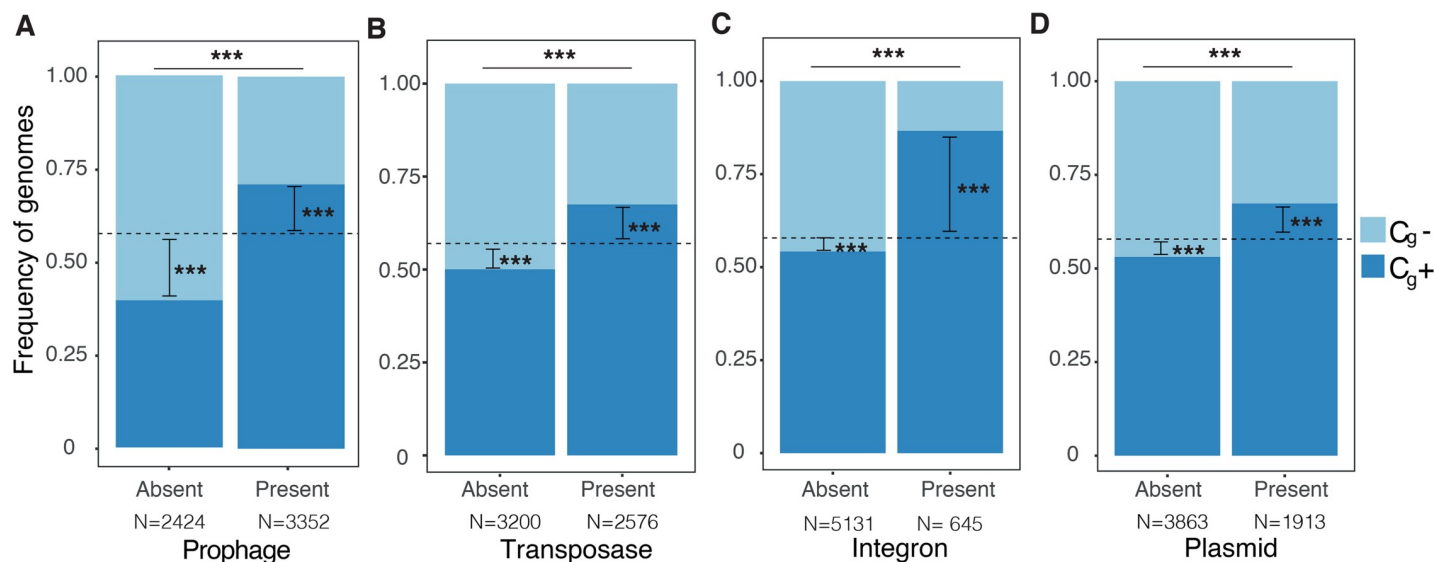 A
B
C
D
Frequency of genomes
1.00
0.75
0.50
0.25
0
***
***
***
Absent
Present
N=2424
N=3352
Prophage
1.00
0.75
0.50
0.25
0
***
***
***
Absent
Present
N=3200
N=2576
Transposase
1.00
0.75
0.50
0.25
0
***
***
***
Absent
Present
N=5131
N= 645
Integron
1.00
0.75
0.50
0.25
0
***
***
***
Absent
Present
N=3863
N=1913
Plasmid
Cg-
Cg+